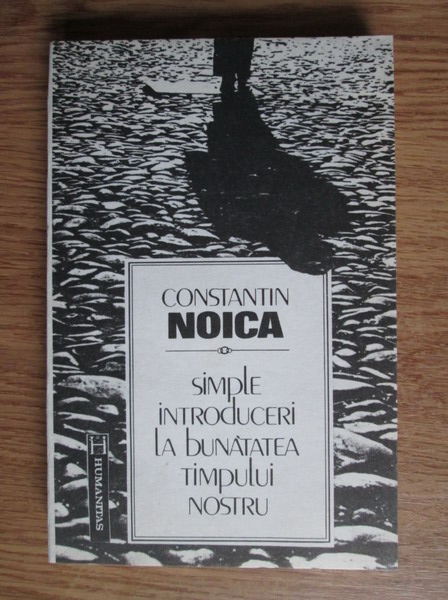 CONSTANTIN
NOICA
simple
introduceri
la bunătatea
timpului
nostru
HUMANITAS